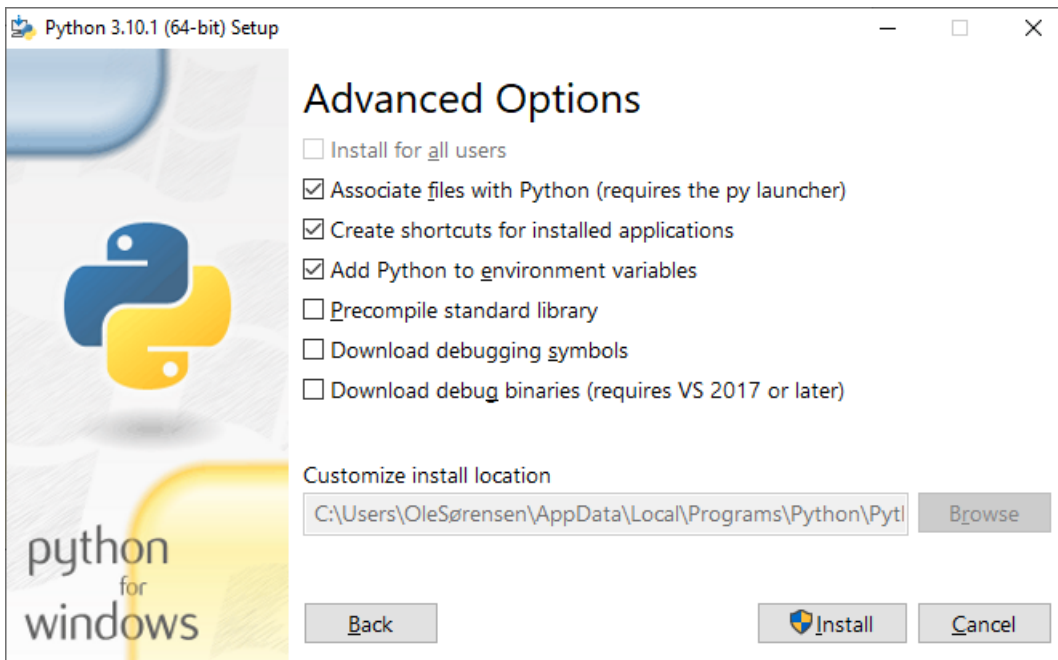 Python 3.10.1 (64-bit) Setup
Advanced Options
Install for all users
Associate files with Python (requires the py launcher)
Create shortcuts for installed applications
Add Python to environment variables
Precompile standard library
Download debugging symbols
Download debug binaries (requires VS 2017 or later)
Customize install location
C:\Users\OleSørensen\AppData\Local\Programs\Python\Pyt
Browse
python
for
windows
Back
Install
Cancel